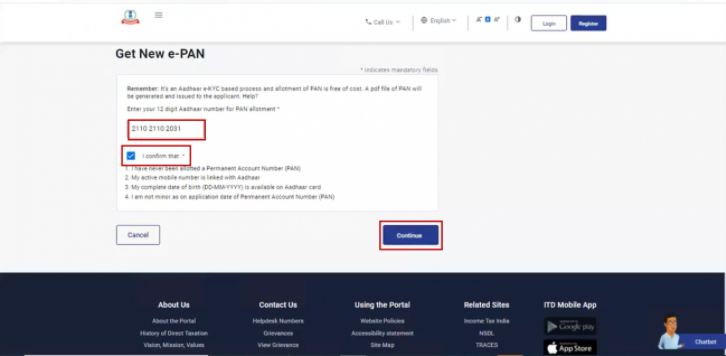 Call Us
English
A- A A+
Login
Register
Get New e-PAN
* Indicates mandatory fields
Remember: It's an Aadhaar e-KYC based process and allotment of PAN is free of cost. A pdf file of PAN will
be generated and issued to the applicant. Help?
Enter your 12 digit Aadhaar number for PAN allotment *
2110 2110 2031
I confirm that *
1. I have never been allotted a Permanent Account Number (PAN)
2. My active mobile number is linked with Aadhaar
3. My complete date of birth (DD-MM-YYYY) is available on Aadhaar card
4. I am not minor as on application date of Permanent Account Number (PAN)
Cancel
Continue
About Us Contact Us Using the Portal Related Sites ITD Mobile App
About the Portal Helpdesk Numbers Website Policies Income Tax India
Google play
History of Direct Taxation Grievances Accessibility statement NSDL
Vision, Mission, Values View Grievance Site Map TRACES
App Store
Chatbot